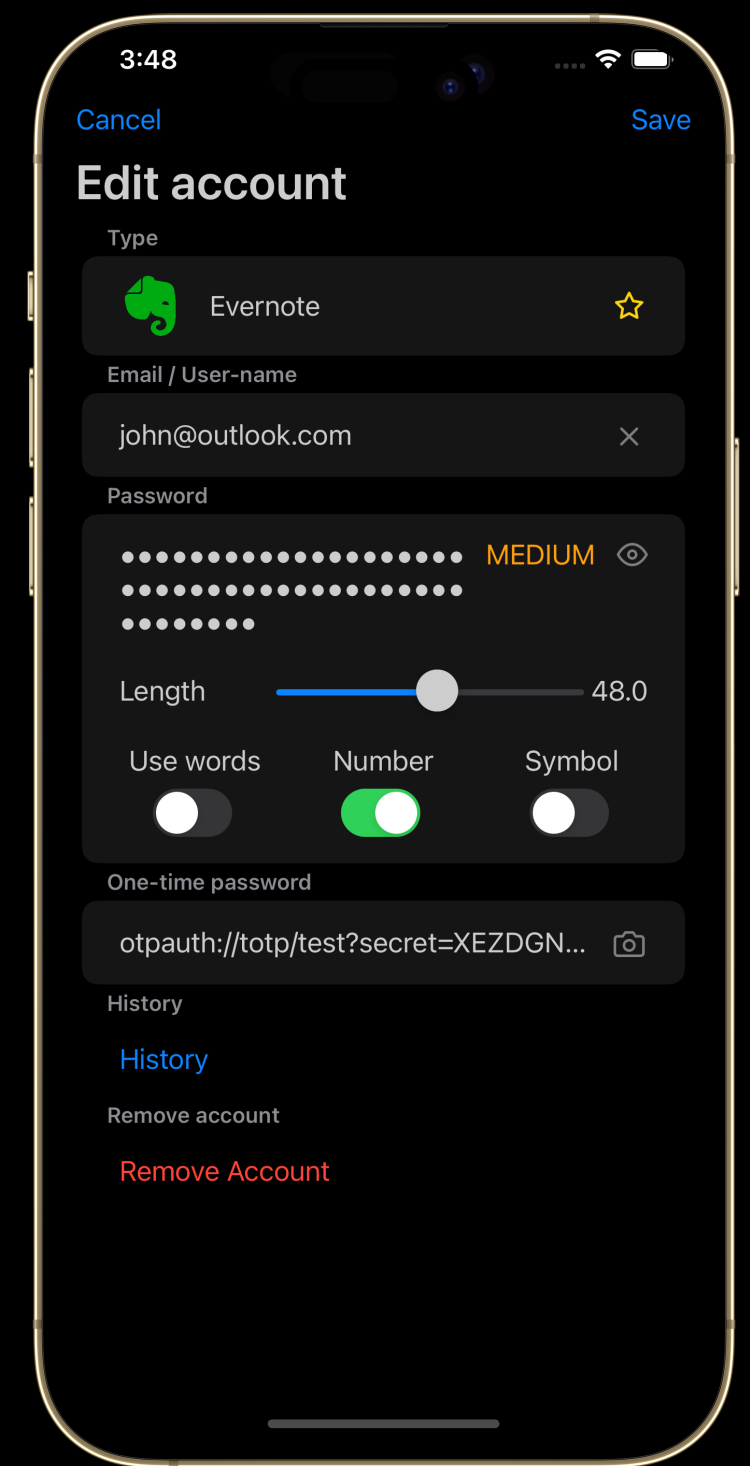 3:48
Cancel Save
Edit account
Type
Evernote
Email / User-name
john@outlook.com
Password
●●●●●●●●●●●●●●●●●●●● MEDIUM
●●●●●●●●●●●●●●●●●●●●
●●●●●●●●
Length 48.0
Use words Number Symbol
One-time password
otpauth://totp/test?secret=XEZDGN...
History
History
Remove account
Remove Account